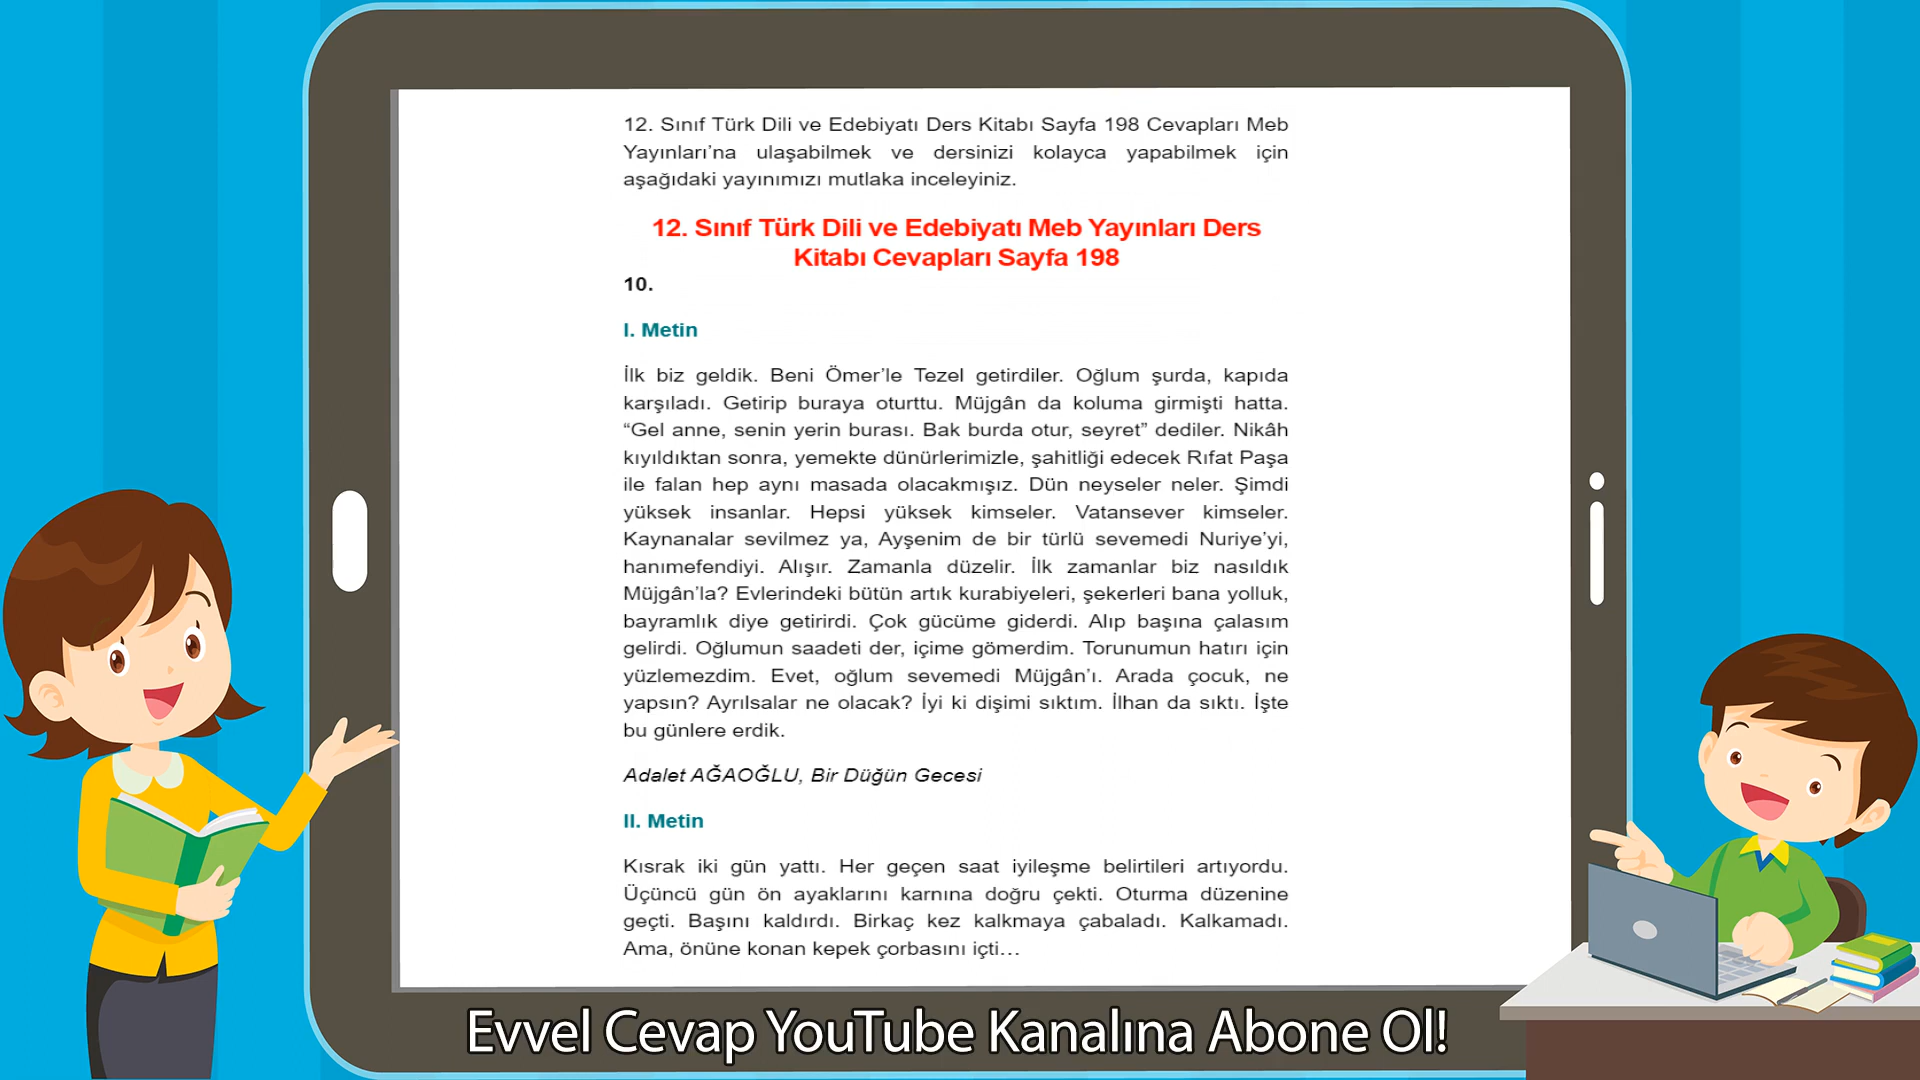 12. Sınıf Türk Dili ve Edebiyatı Ders Kitabı Sayfa 198 Cevapları Meb
Yayınları’na ulaşabilmek ve dersinizi kolayca yapabilmek için
aşağıdaki yayınımızı mutlaka inceleyiniz.
12. Sınıf Türk Dili ve Edebiyatı Meb Yayınları Ders
Kitabı Cevapları Sayfa 198
10.
I. Metin
İlk biz geldik. Beni Ömer’le Tezel getirdiler. Oğlum şurda, kapıda
karşıladı. Getirip buraya oturttu. Müjgân da koluma girmişti hatta.
“Gel anne, senin yerin burası. Bak burda otur, seyret” dediler. Nikâh
kıyıldıktan sonra, yemekte dünürlerimizle, şahitliği edecek Rıfat Paşa
ile falan hep aynı masada olacakmışız. Dün neyseler neler. Şimdi
yüksek insanlar. Hepsi yüksek kimseler. Vatansever kimseler.
Kaynanalar sevilmez ya, Ayşenim de bir türlü sevemedi Nuriye’yi,
hanımefendiyi. Alışır. Zamanla düzelir. İlk zamanlar biz nasıldık
Müjgân’la? Evlerindeki bütün artık kurabiyeleri, şekerleri bana yolluk,
bayramlık diye getirirdi. Çok gücüme giderdi. Alıp başına çalasım
gelirdi. Oğlumun saadeti der, içime gömerdim. Torunumun hatırı için
yüzlemezdim. Evet, oğlum sevemedi Müjgân’ı. Arada çocuk, ne
yapsın? Ayrılsalar ne olacak? İyi ki dişimi sıktım. İlhan da sıktı. İşte
bu günlere erdik.
Adalet AĞAOĞLU, Bir Düğün Gecesi
II. Metin
Kısrak iki gün yattı. Her geçen saat iyileşme belirtileri artıyordu.
Üçüncü gün ön ayaklarını karnına doğru çekti. Oturma düzenine
geçti. Başını kaldırdı. Birkaç kez kalkmaya çabaladı. Kalkamadı.
Ama, önüne konan kepek çorbasını içti…
Evvel Cevap YouTube Kanalına Abone Ol!